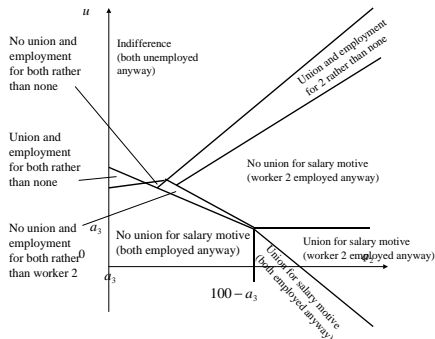 u
No union and
employment
for both rather
than none
Indifference
(both unemployed
anyway)
Union and employment
for 2 rather than none
Union and
employment
for both rather
than none
No union for salary motive
(worker 2 employed anyway)
No union and
employment
for both rather
than worker 2
a₃
0
No union for salary motive
(both employed anyway)
Union for salary motive
(worker 2 employed anyway)
a₂
a₃
100 − a₃
Union for salary motive
(both employed anyway)